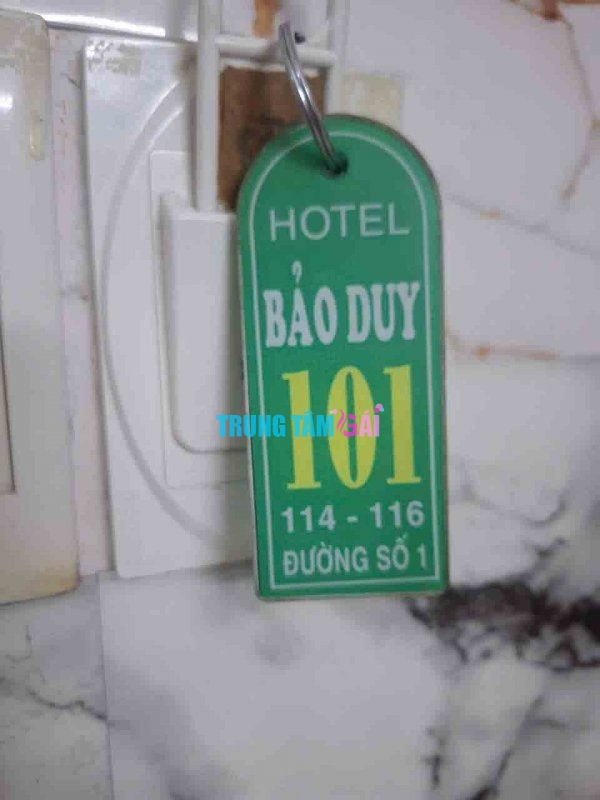 HOTEL
BẢO DUY
101
TRUNG TÂM GÁI
114 - 116
ĐƯỜNG SỐ 1